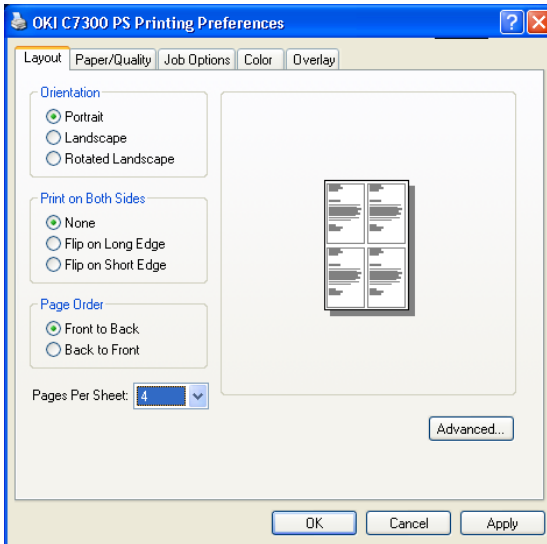 OKI C7300 PS Printing Preferences
Layout Paper/Quality Job Options Color Overlay
Orientation
Portrait
Landscape
Rotated Landscape
Print on Both Sides
None
Flip on Long Edge
Flip on Short Edge
Page Order
Front to Back
Back to Front
Pages Per Sheet: 4
Advanced...
OK Cancel Apply